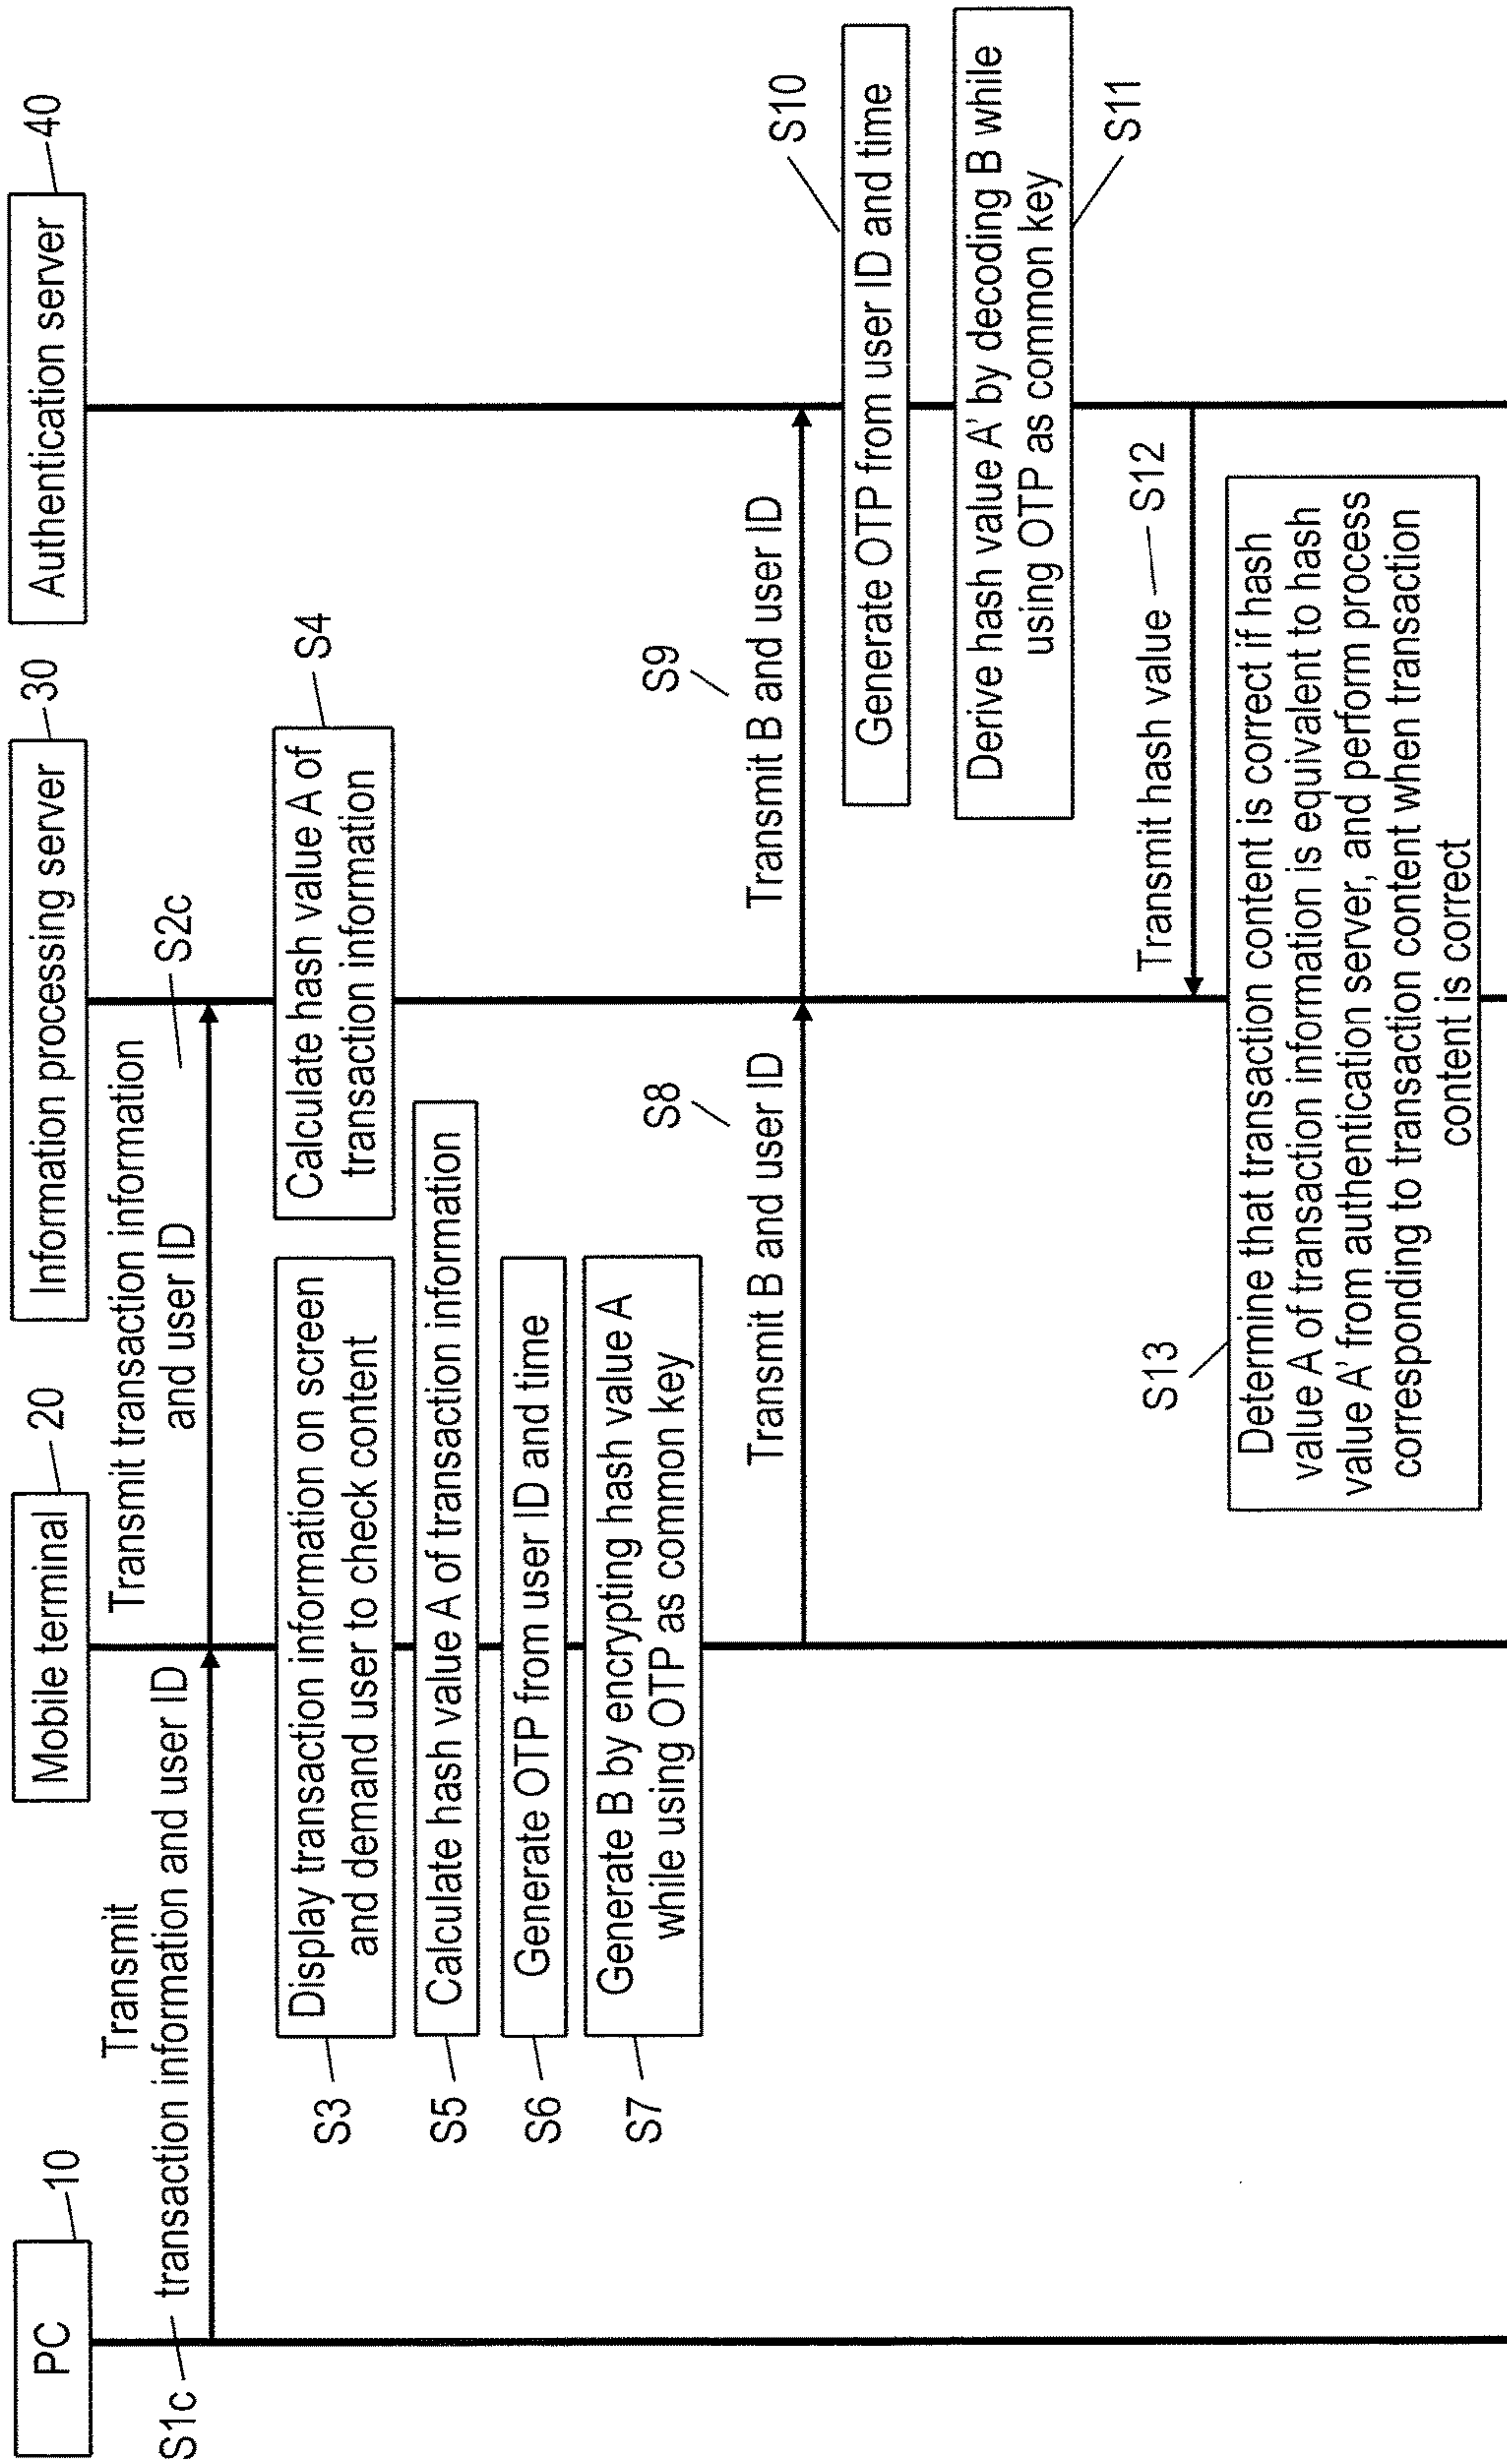 PC
10
Mobile terminal
20
Information processing server
30
Authentication server
40
S1c
Transmit
transaction information and user ID
Transmit transaction information
and user ID
S2c
S3
Display transaction information on screen
and demand user to check content
Calculate hash value A of
transaction information
S4
S5
Calculate hash value A of transaction information
S6
Generate OTP from user ID and time
S7
Generate B by encrypting hash value A
while using OTP as common key
S8
Transmit B and user ID
S9
Transmit B and user ID
Generate OTP from user ID and time
S10
Derive hash value A' by decoding B while
using OTP as common key
S11
Transmit hash value
S12
S13
Determine that transaction content is correct if hash
value A of transaction information is equivalent to hash
value A' from authentication server, and perform process
corresponding to transaction content when transaction
content is correct